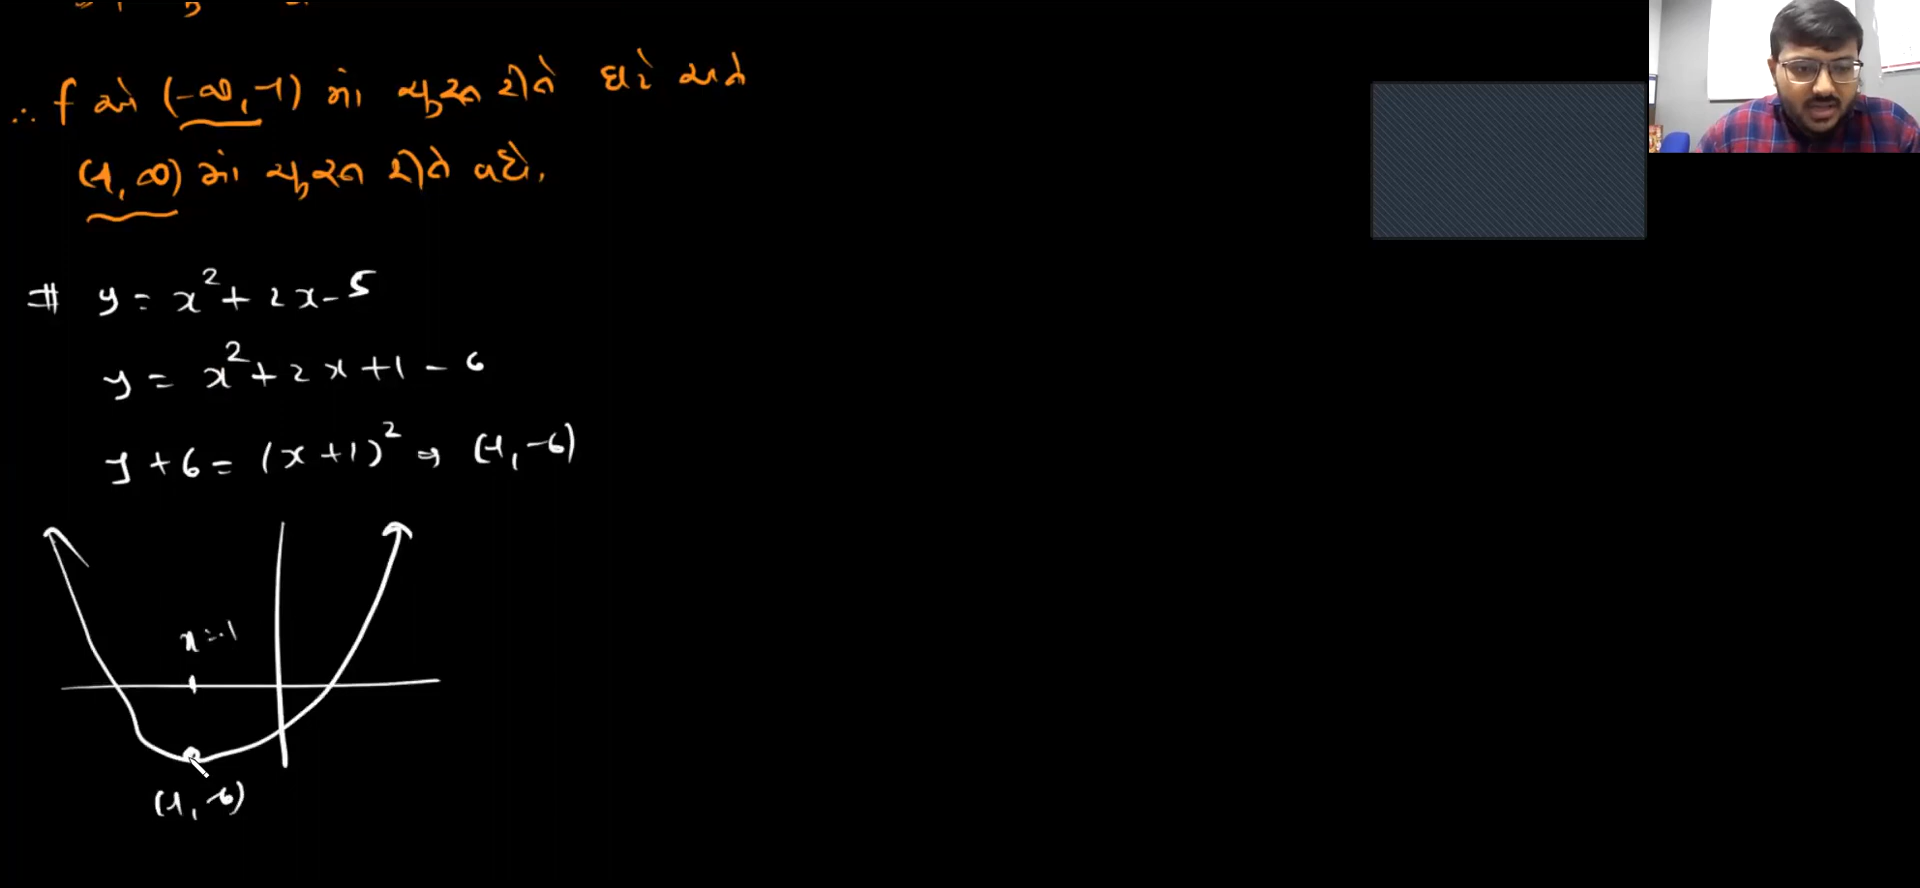 ∴ f એ (-∞, -1) માં ચુસ્ત રીતે ઘટે અને
(-1, ∞) માં ચુસ્ત રીતે વધે.
⇒ y = x² + 2x - 5
y = x² + 2x + 1 - 6
y + 6 = (x + 1)² ⇒ (-1, -6)
x = -1
(-1, -6)